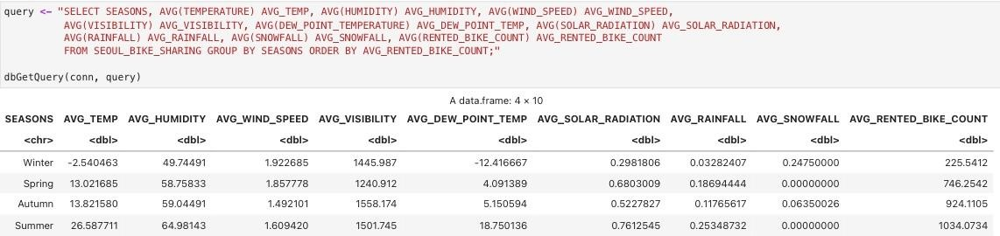 query <- "SELECT SEASONS, AVG(TEMPERATURE) AVG_TEMP, AVG(HUMIDITY) AVG_HUMIDITY, AVG(WIND_SPEED) AVG_WIND_SPEED,
AVG(VISIBILITY) AVG_VISIBILITY, AVG(DEW_POINT_TEMPERATURE) AVG_DEW_POINT_TEMP, AVG(SOLAR_RADIATION) AVG_SOLAR_RADIATION,
AVG(RAINFALL) AVG_RAINFALL, AVG(SNOWFALL) AVG_SNOWFALL, AVG(RENTED_BIKE_COUNT) AVG_RENTED_BIKE_COUNT
FROM SEOUL_BIKE_SHARING GROUP BY SEASONS ORDER BY AVG_RENTED_BIKE_COUNT;"
dbGetQuery(conn, query)
A data.frame: 4 × 10
SEASONS AVG_TEMP AVG_HUMIDITY AVG_WIND_SPEED AVG_VISIBILITY AVG_DEW_POINT_TEMP AVG_SOLAR_RADIATION AVG_RAINFALL AVG_SNOWFALL AVG_RENTED_BIKE_COUNT
<chr> <dbl> <dbl> <dbl> <dbl> <dbl> <dbl> <dbl> <dbl> <dbl>
Winter -2.540463 49.74491 1.922685 1445.987 -12.416667 0.2981806 0.03282407 0.24750000 225.5412
Spring 13.021685 58.75833 1.857778 1240.912 4.091389 0.6803009 0.18694444 0.00000000 746.2542
Autumn 13.821580 59.04491 1.492101 1558.174 5.150594 0.5227827 0.11765617 0.06350026 924.1105
Summer 26.587711 64.98143 1.609420 1501.745 18.750136 0.7612545 0.25348732 0.00000000 1034.0734